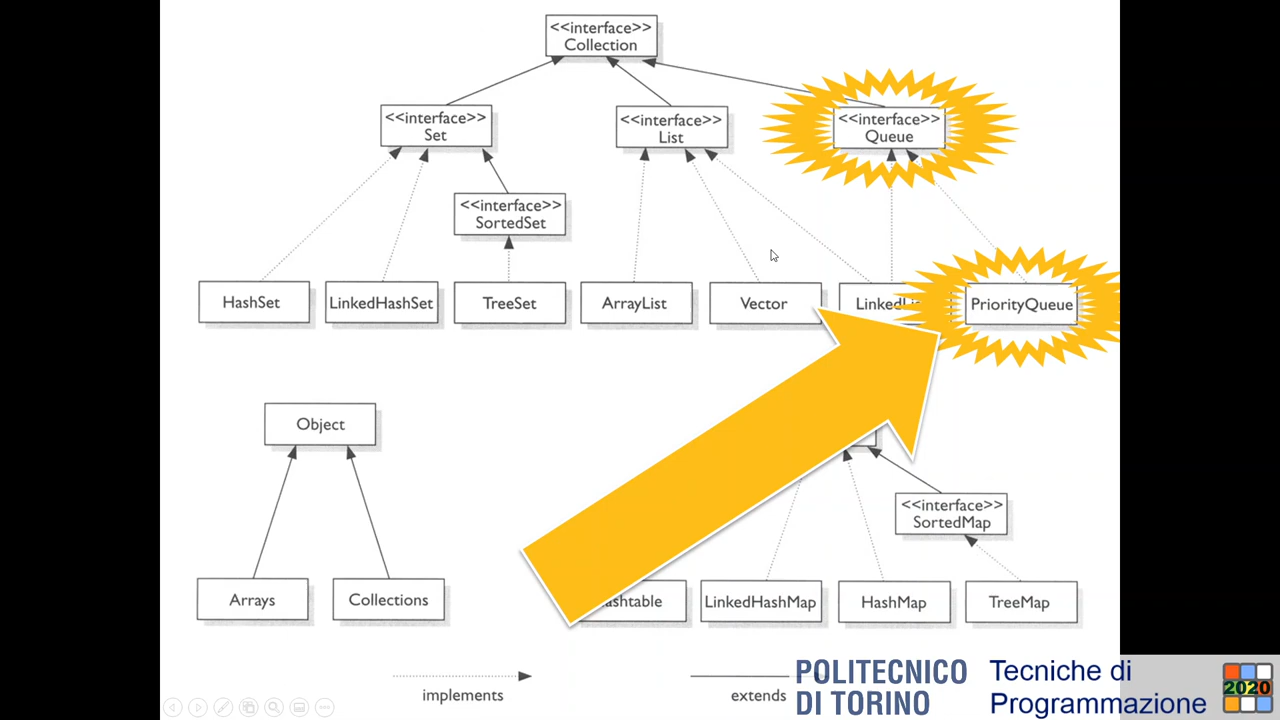 <<interface>>
Collection
<<interface>>
Set
<<interface>>
List
<<interface>>
Queue
<<interface>>
SortedSet
HashSet
LinkedHashSet
TreeSet
ArrayList
Vector
PriorityQueue
Object
<<interface>>
SortedMap
Arrays
Collections
LinkedHashMap
HashMap
TreeMap
implements
extends
POLITECNICO
DI TORINO
Tecniche di
Programmazione
2020